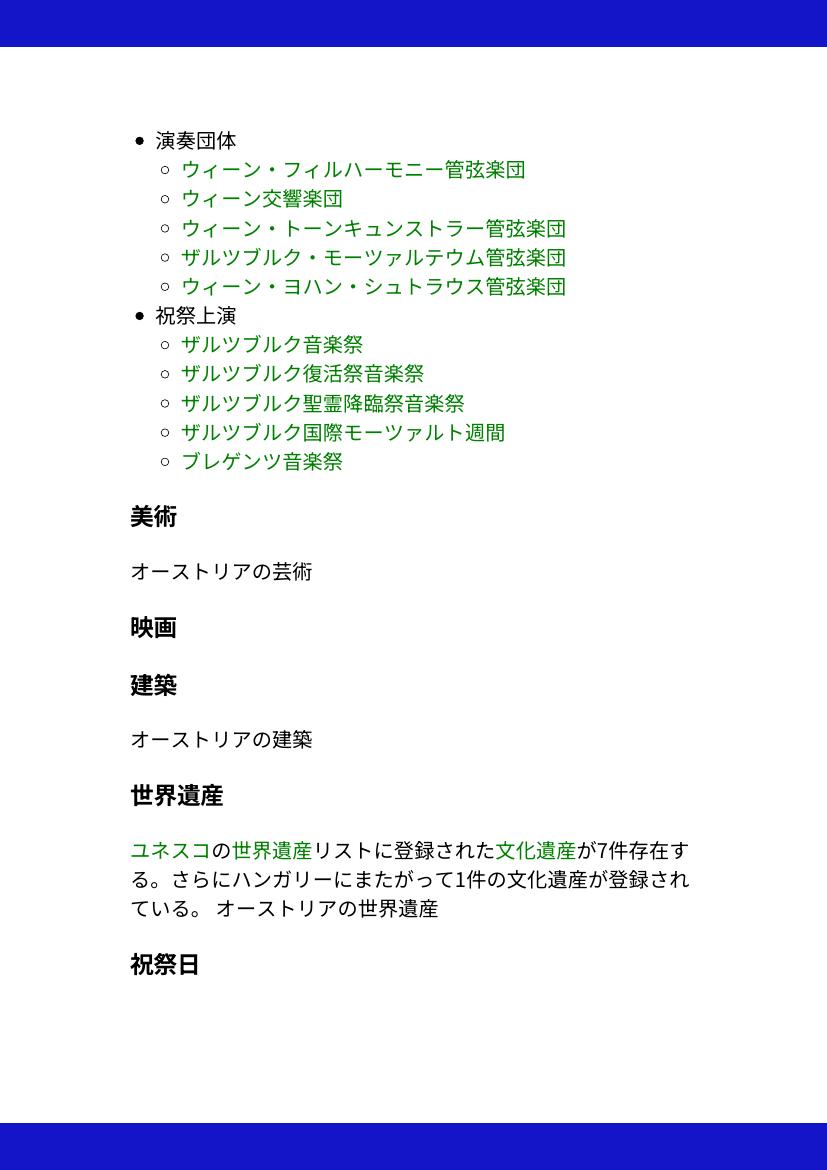 演奏団体
ウィーン・フィルハーモニー管弦楽団
ウィーン交響楽団
ウィーン・トーンキュンストラー管弦楽団
ザルツブルク・モーツァルテウム管弦楽団
ウィーン・ヨハン・シュトラウス管弦楽団
祝祭上演
ザルツブルク音楽祭
ザルツブルク復活祭音楽祭
ザルツブルク聖霊降臨祭音楽祭
ザルツブルク国際モーツァルト週間
ブレゲンツ音楽祭
美術
オーストリアの芸術
映画
建築
オーストリアの建築
世界遺産
ユネスコの世界遺産リストに登録された文化遺産が7件存在す
る。さらにハンガリーにまたがって1件の文化遺産が登録され
ている。 オーストリアの世界遺産
祝祭日